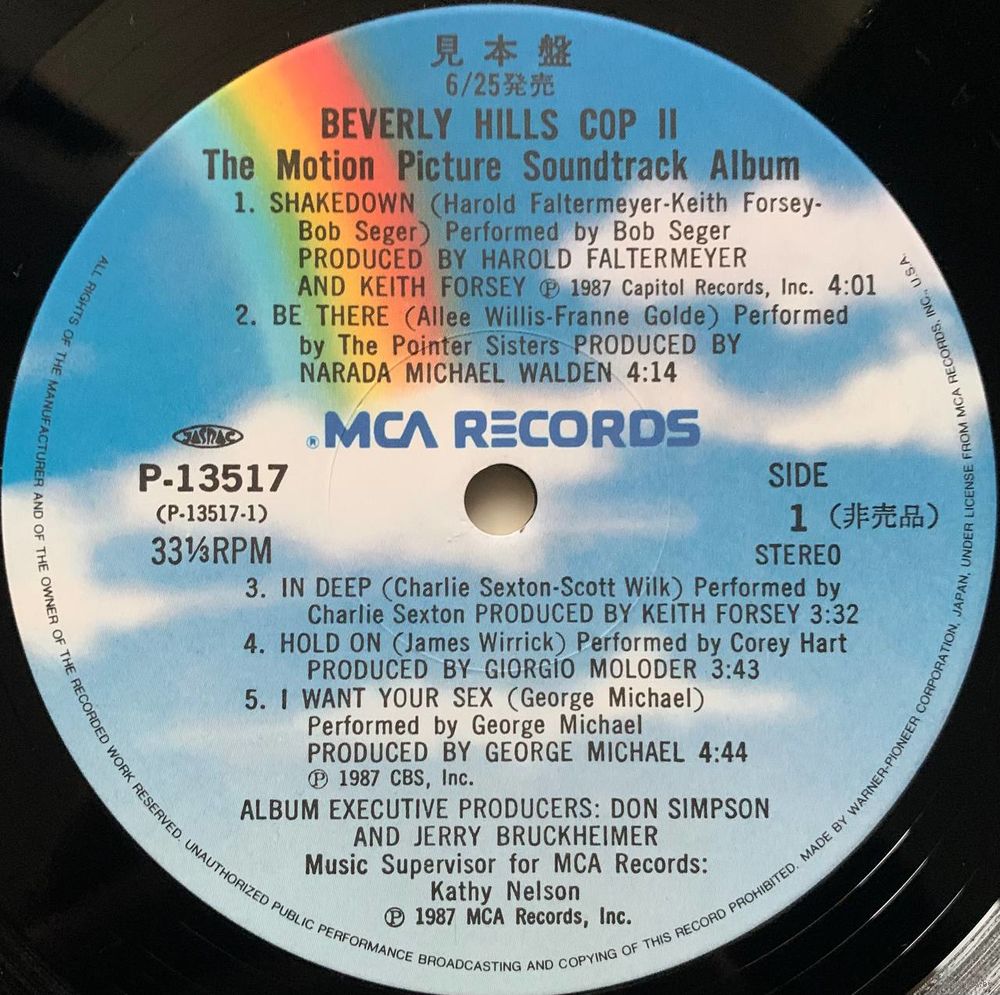 見本盤
6/25発売
BEVERLY HILLS COP II
The Motion Picture Soundtrack Album
1. SHAKEDOWN (Harold Faltermeyer-Keith Forsey-
Bob Seger) Performed by Bob Seger
PRODUCED BY HAROLD FALTERMEYER
AND KEITH FORSEY Ⓟ 1987 Capitol Records, Inc. 4:01
2. BE THERE (Allee Willis-Franne Golde) Performed
by The Pointer Sisters PRODUCED BY
NARADA MICHAEL WALDEN 4:14
® MCA RECORDS
JASRAC
P-13517
(P-13517-1)
33⅓RPM
SIDE
1 (非売品)
STEREO
3. IN DEEP (Charlie Sexton-Scott Wilk) Performed by
Charlie Sexton PRODUCED BY KEITH FORSEY 3:32
4. HOLD ON (James Wirrick) Performed by Corey Hart
PRODUCED BY GIORGIO MOLODER 3:43
5. I WANT YOUR SEX (George Michael)
Performed by George Michael
PRODUCED BY GEORGE MICHAEL 4:44
Ⓟ 1987 CBS, Inc.
ALBUM EXECUTIVE PRODUCERS: DON SIMPSON
AND JERRY BRUCKHEIMER
Music Supervisor for MCA Records:
Kathy Nelson
Ⓟ 1987 MCA Records, Inc.
ALL RIGHTS OF THE MANUFACTURER AND OF THE OWNER OF THE RECORDED WORK RESERVED. UNAUTHORIZED PUBLIC PERFORMANCE BROADCASTING AND COPYING OF THIS RECORD PROHIBITED. MADE BY WARNER-PIONEER CORPORATION, JAPAN, UNDER LICENSE FROM MCA RECORDS, INC., U.S.A.